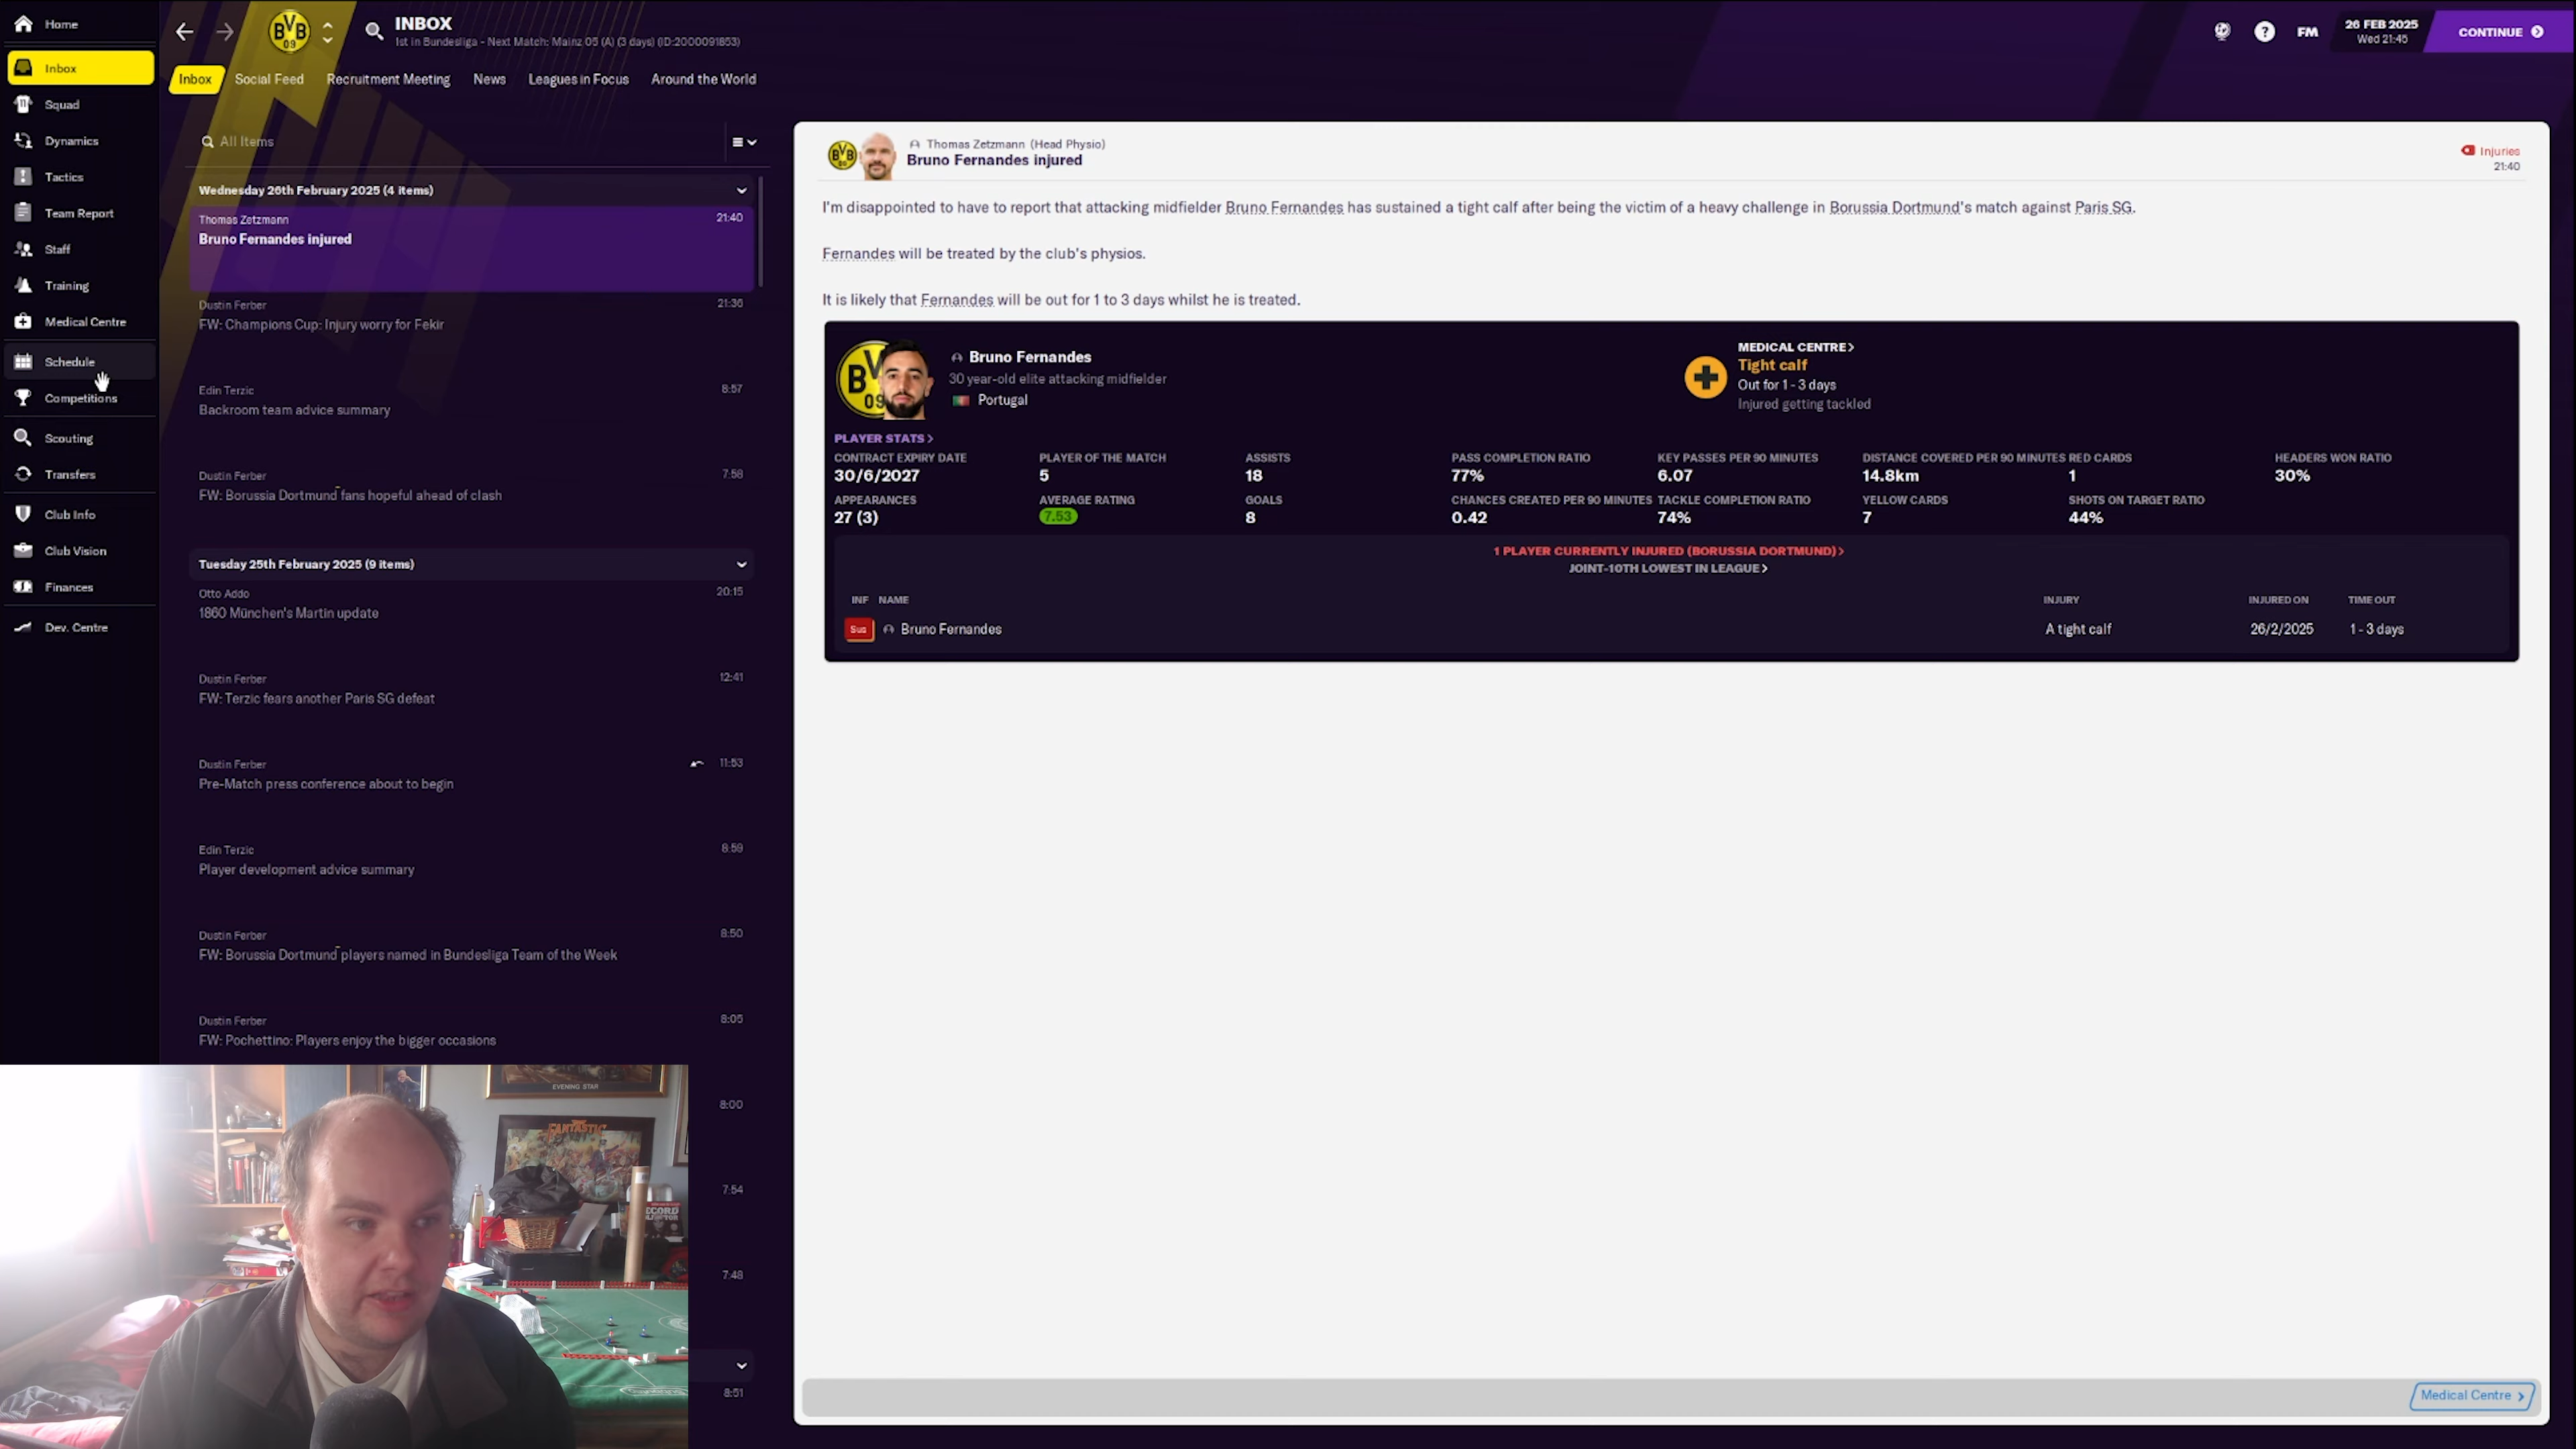 Home
Inbox
Squad
Dynamics
Tactics
Team Report
Staff
Training
Medical Centre
Schedule
Competitions
Scouting
Transfers
Club Info
Club Vision
Finances
Dev. Centre
BVB
09
INBOX
1st in Bundesliga - Next Match: Mainz 05 (A) (3 days) (ID:2000091853)
FM
26 FEB 2025
Wed 21:45
CONTINUE
Inbox Social Feed Recruitment Meeting News Leagues in Focus Around the World
All Items
Wednesday 26th February 2025 (4 items)
Thomas Zetzmann 21:40
Bruno Fernandes injured
Dustin Ferber 21:36
FW: Champions Cup: Injury worry for Fekir
Edin Terzic 8:57
Backroom team advice summary
Dustin Ferber 7:58
FW: Borussia Dortmund fans hopeful ahead of clash
Tuesday 25th February 2025 (9 items)
Otto Addo 20:15
1860 München's Martin update
Dustin Ferber 12:41
FW: Terzic fears another Paris SG defeat
Dustin Ferber 11:53
Pre-Match press conference about to begin
Edin Terzic 8:59
Player development advice summary
Dustin Ferber 8:50
FW: Borussia Dortmund players named in Bundesliga Team of the Week
Dustin Ferber 8:05
FW: Pochettino: Players enjoy the bigger occasions
8:00
7:54
7:48
8:51
BVB
09
Thomas Zetzmann (Head Physio)
Bruno Fernandes injured
Injuries
21:40
I'm disappointed to have to report that attacking midfielder Bruno Fernandes has sustained a tight calf after being the victim of a heavy challenge in Borussia Dortmund's match against Paris SG.
Fernandes will be treated by the club's physios.
It is likely that Fernandes will be out for 1 to 3 days whilst he is treated.
Bruno Fernandes
30 year-old elite attacking midfielder
Portugal
MEDICAL CENTRE
Tight calf
Out for 1 - 3 days
Injured getting tackled
PLAYER STATS
CONTRACT EXPIRY DATE PLAYER OF THE MATCH ASSISTS PASS COMPLETION RATIO KEY PASSES PER 90 MINUTES DISTANCE COVERED PER 90 MINUTES RED CARDS HEADERS WON RATIO
30/6/2027 5 18 77% 6.07 14.8km 1 30%
APPEARANCES AVERAGE RATING GOALS CHANCES CREATED PER 90 MINUTES TACKLE COMPLETION RATIO YELLOW CARDS SHOTS ON TARGET RATIO
27 (3) 7.53 8 0.42 74% 7 44%
1 PLAYER CURRENTLY INJURED (BORUSSIA DORTMUND)
JOINT-10TH LOWEST IN LEAGUE
INF NAME INJURY INJURED ON TIME OUT
Sus Bruno Fernandes A tight calf 26/2/2025 1 - 3 days
Medical Centre
EVENING STAR
FANTASTIC